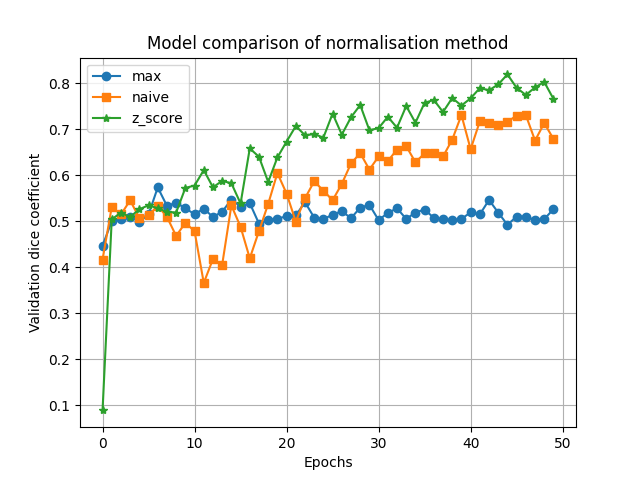 Model comparison of normalisation method
max
naive
z_score
Validation dice coefficient
0.8
0.7
0.6
0.5
0.4
0.3
0.2
0.1
0 10 20 30 40 50
Epochs